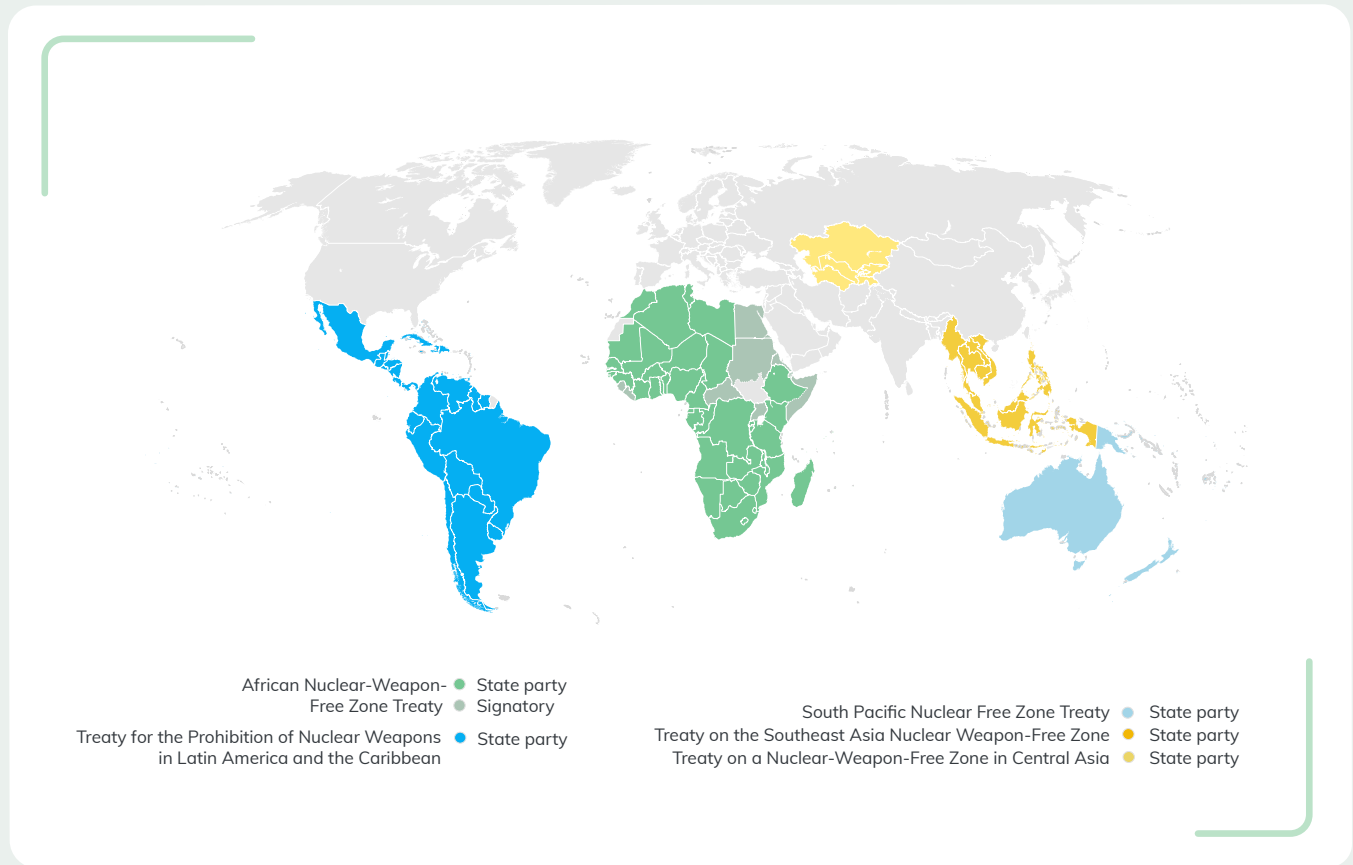 African Nuclear-Weapon-
Free Zone Treaty
State party
Signatory
Treaty for the Prohibition of Nuclear Weapons
in Latin America and the Caribbean
State party
South Pacific Nuclear Free Zone Treaty
State party
Treaty on the Southeast Asia Nuclear Weapon-Free Zone
State party
Treaty on a Nuclear-Weapon-Free Zone in Central Asia
State party